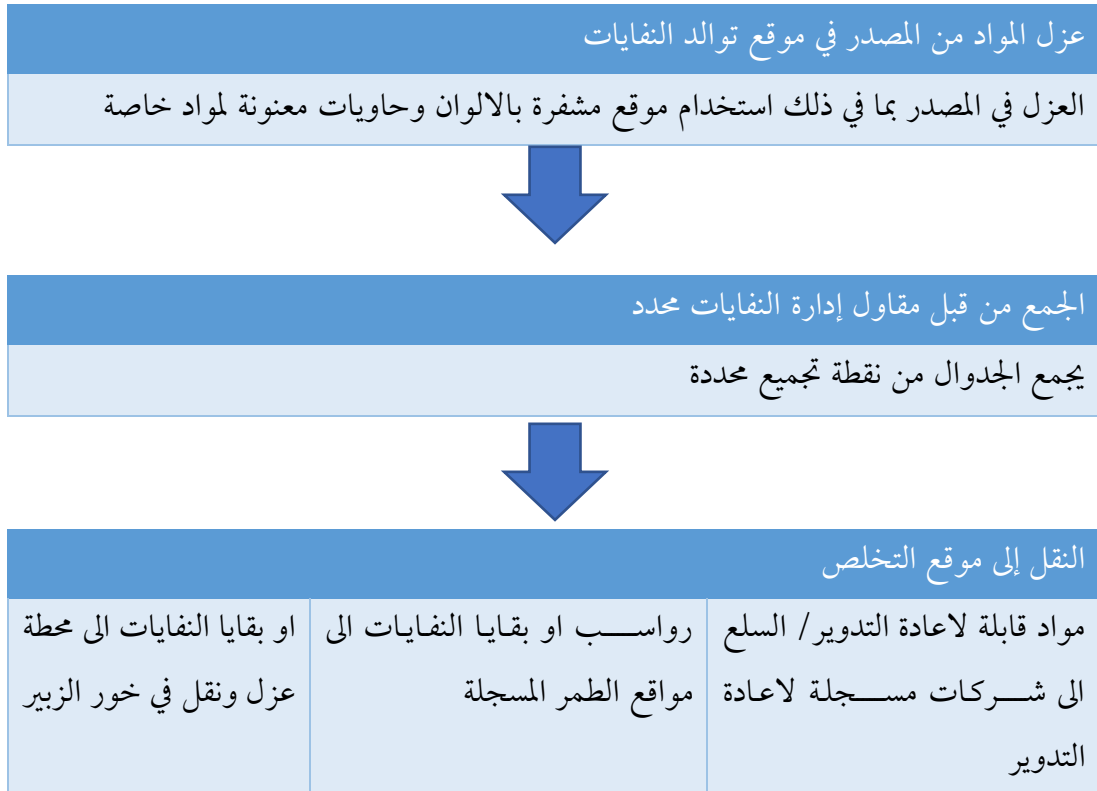 عزل المواد من المصدر في موقع توالد النفايات
العزل في المصدر بما في ذلك استخدام موقع مشفرة بالالوان وحاويات معنونة لمواد خاصة
الجمع من قبل مقاول إدارة النفايات محدد
يجمع الجدوال من نقطة تجميع محددة
النقل إلى موقع التخلص
مواد قابلة لاعادة التدوير/ السلع
الى شركات مسجلة لاعادة
التدوير
رواسب او بقايا النفايات الى
مواقع الطمر المسجلة
او بقايا النفايات الى محطة
عزل ونقل في خور الزبير